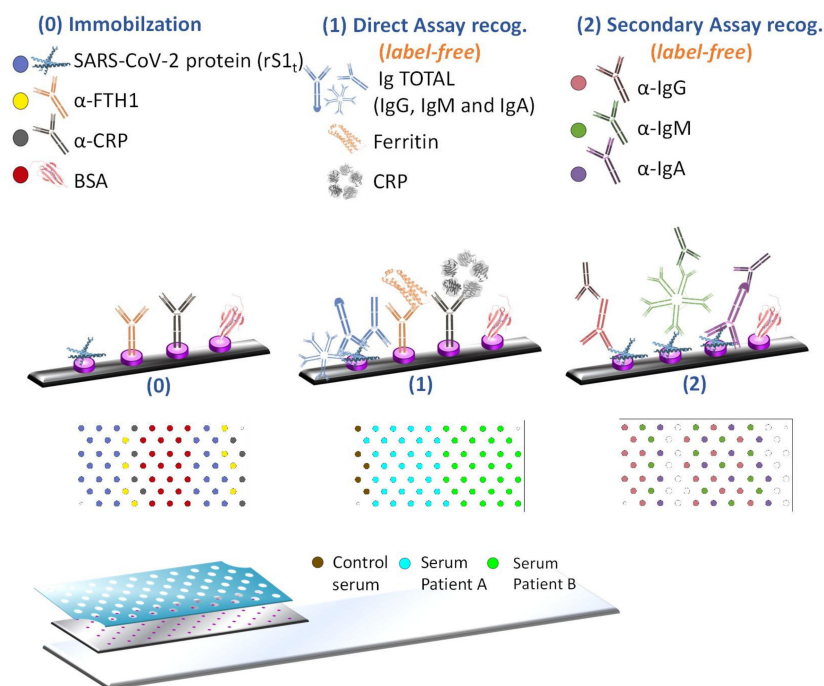 (0) Immobilzation
SARS-CoV-2 protein (rS1t)
α-FTH1
α-CRP
BSA
(1) Direct Assay recog.
(label-free)
Ig TOTAL
(IgG, IgM and IgA)
Ferritin
CRP
(2) Secondary Assay recog.
(label-free)
α-IgG
α-IgM
α-IgA
(0)
(1)
(2)
Control
serum
Serum
Patient A
Serum
Patient B